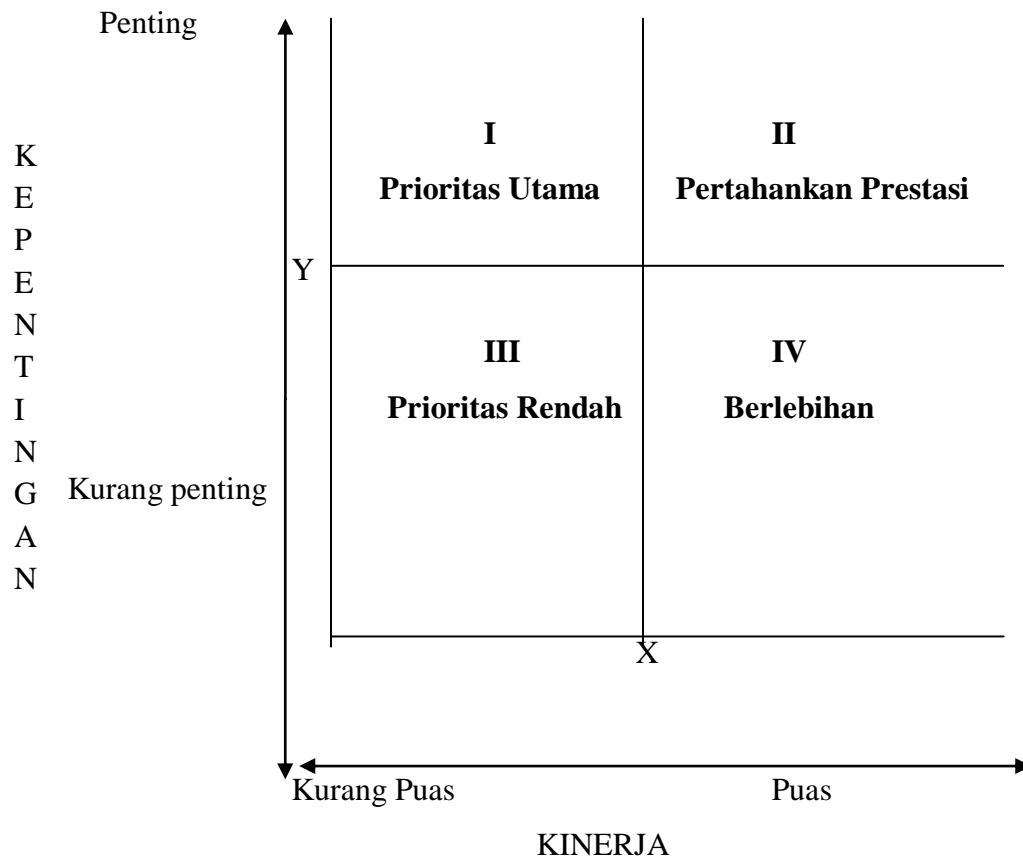 Penting
I
Prioritas Utama
II
Pertahankan Prestasi
K
E
P
E
N
T
I
N
G
A
N
Y
III
Prioritas Rendah
IV
Berlebihan
Kurang penting
X
Kurang Puas
Puas
KINERJA